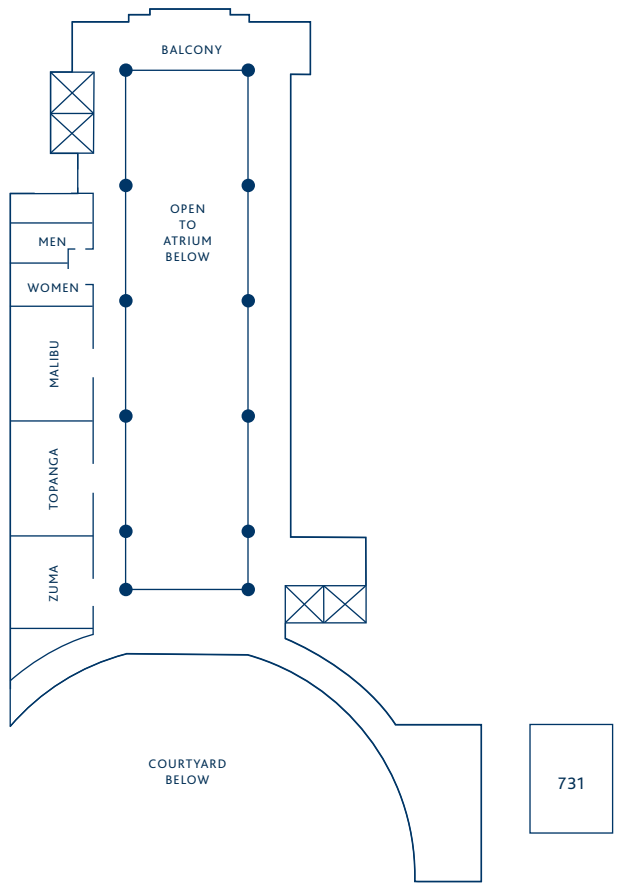 BALCONY
OPEN
TO
ATRIUM
BELOW
MEN
WOMEN
MALIBU
TOPANGA
ZUMA
COURTYARD
BELOW
731